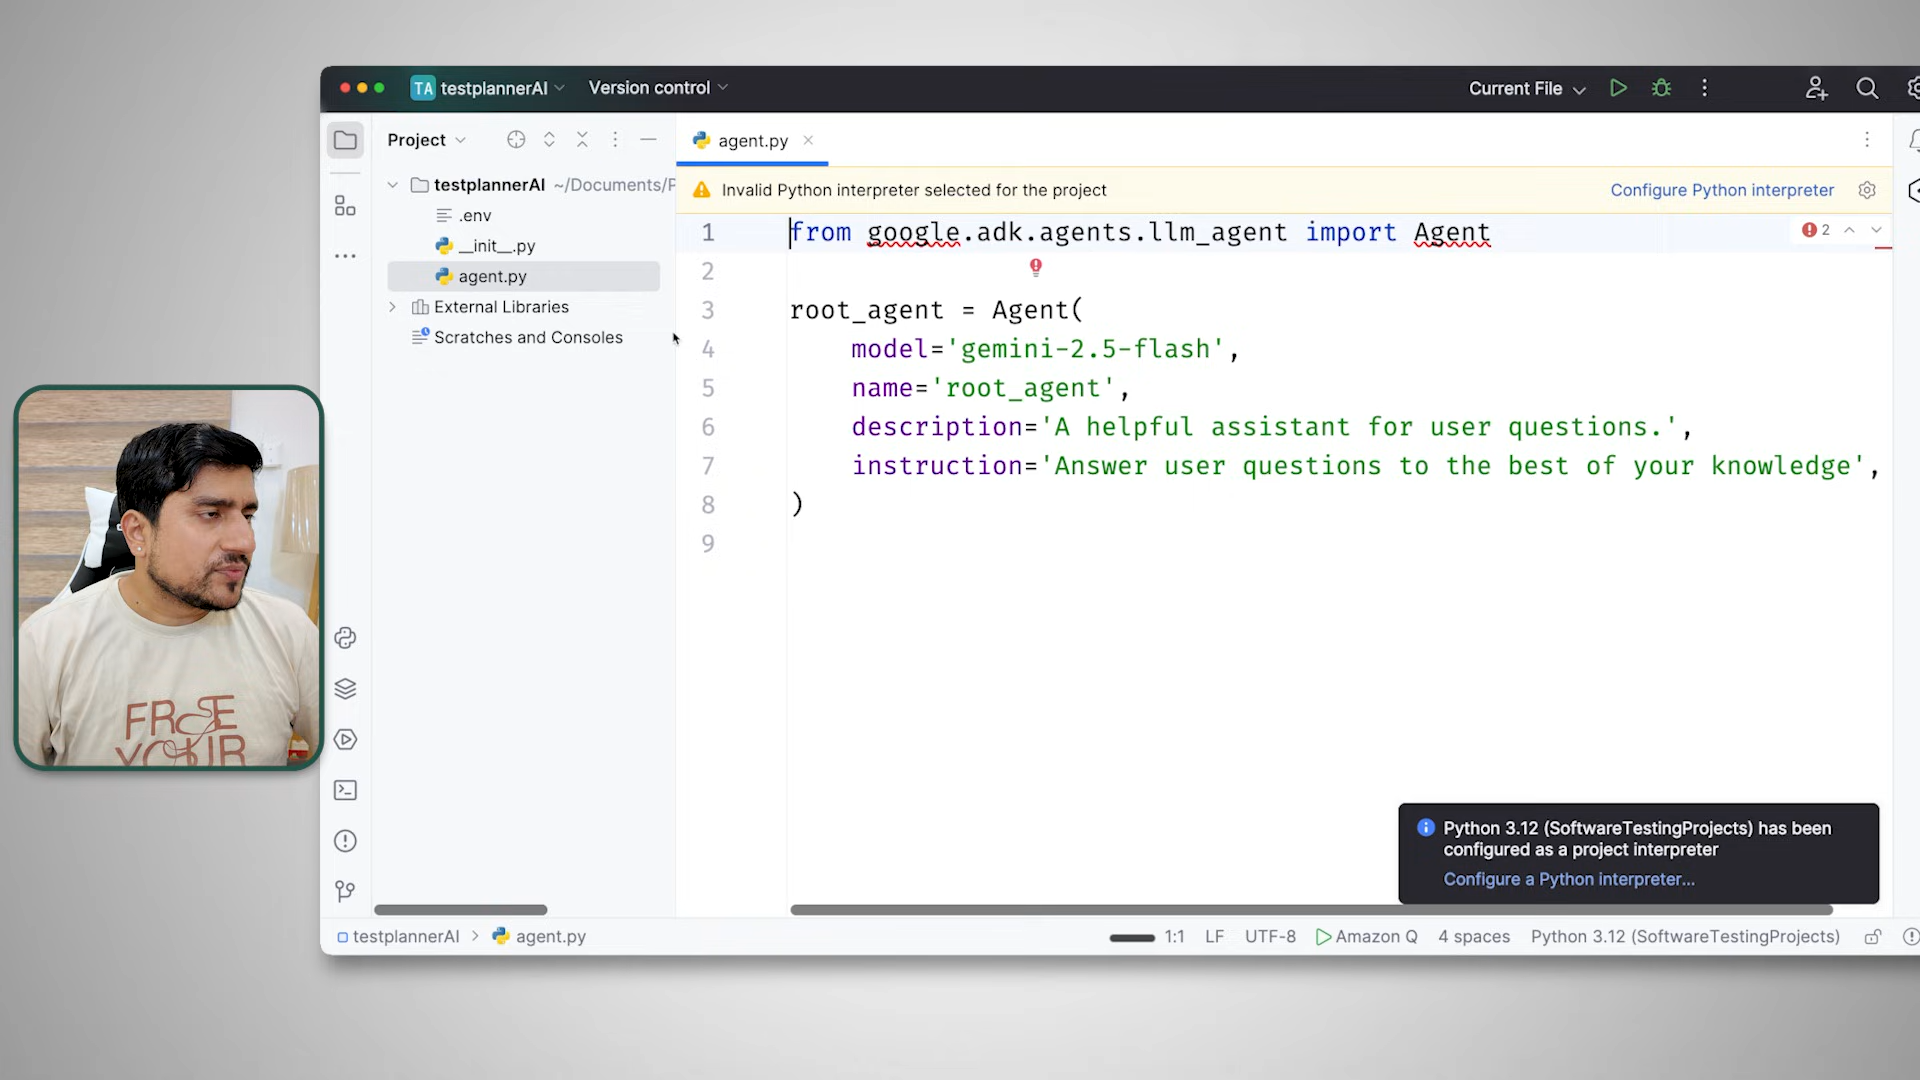 TA testplannerAI
Version control
Current File
Project
agent.py
testplannerAI ~/Documents/P
.env
__init__.py
agent.py
External Libraries
Scratches and Consoles
Invalid Python interpreter selected for the project
Configure Python interpreter
2
1 from google.adk.agents.llm_agent import Agent
2
3 root_agent = Agent(
4 model='gemini-2.5-flash',
5 name='root_agent',
6 description='A helpful assistant for user questions.',
7 instruction='Answer user questions to the best of your knowledge',
8 )
9
FREE
YOUR
Python 3.12 (SoftwareTestingProjects) has been
configured as a project interpreter
Configure a Python interpreter...
testplannerAI > agent.py
1:1 LF UTF-8 Amazon Q 4 spaces Python 3.12 (SoftwareTestingProjects)